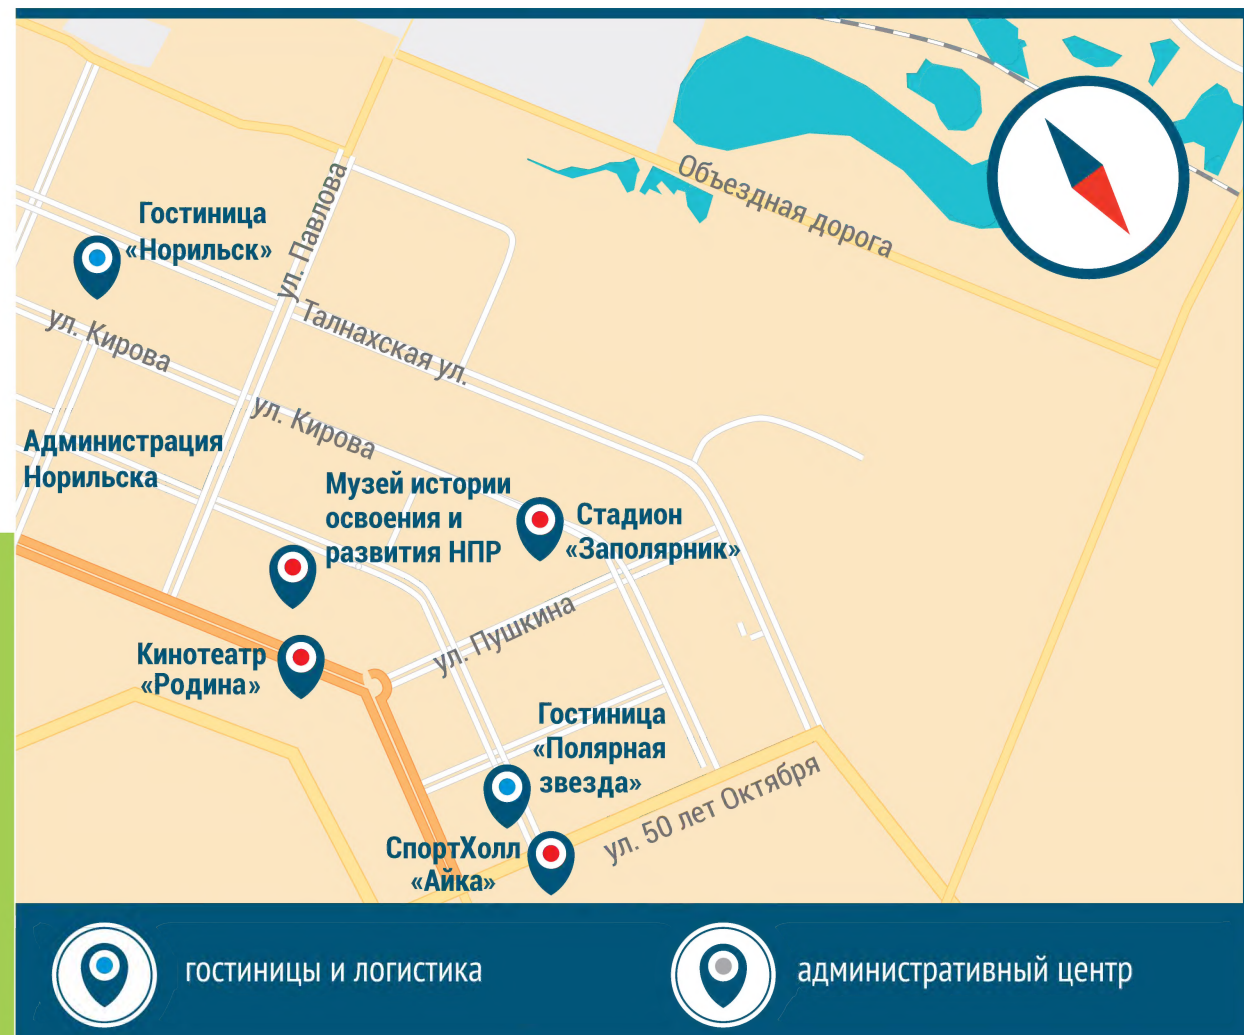 Объездная дорога
ул. Павлова
Гостиница
«Норильск»
ул. Кирова
Талнахская ул.
ул. Кирова
Администрация
Норильска
Музей истории
освоения и
развития НПР
Стадион
«Заполярник»
ул. Пушкина
Кинотеатр
«Родина»
Гостиница
«Полярная
звезда»
ул. 50 лет Октября
СпортХолл
«Айка»
гостиницы и логистика
административный центр